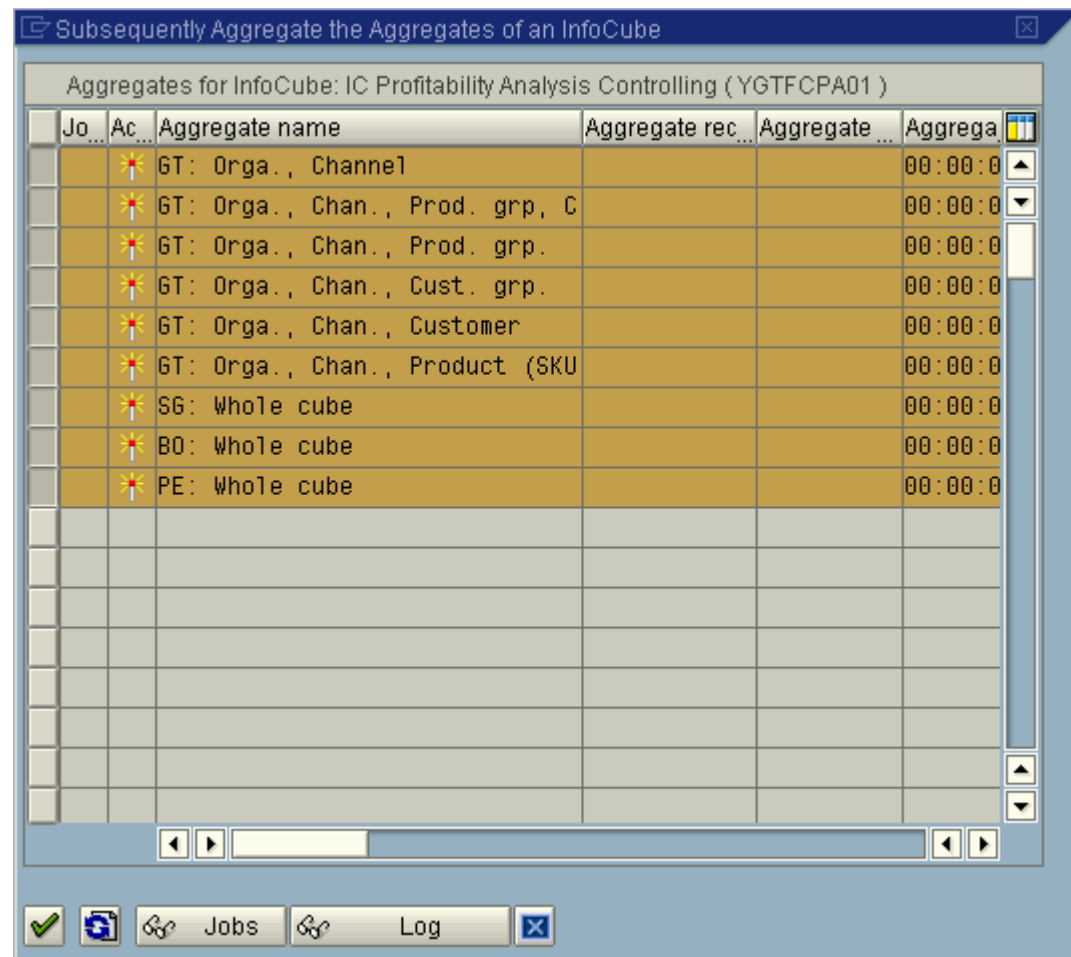 Subsequently Aggregate the Aggregates of an InfoCube
Aggregates for InfoCube: IC Profitability Analysis Controlling ( YGTFCPA01 )
Jo... Ac... Aggregate name Aggregate rec... Aggregate ... Aggrega
GT: Orga., Channel 00:00:0
GT: Orga., Chan., Prod. grp, C 00:00:0
GT: Orga., Chan., Prod. grp. 00:00:0
GT: Orga., Chan., Cust. grp. 00:00:0
GT: Orga., Chan., Customer 00:00:0
GT: Orga., Chan., Product (SKU 00:00:0
SG: Whole cube 00:00:0
BO: Whole cube 00:00:0
PE: Whole cube 00:00:0
Jobs Log